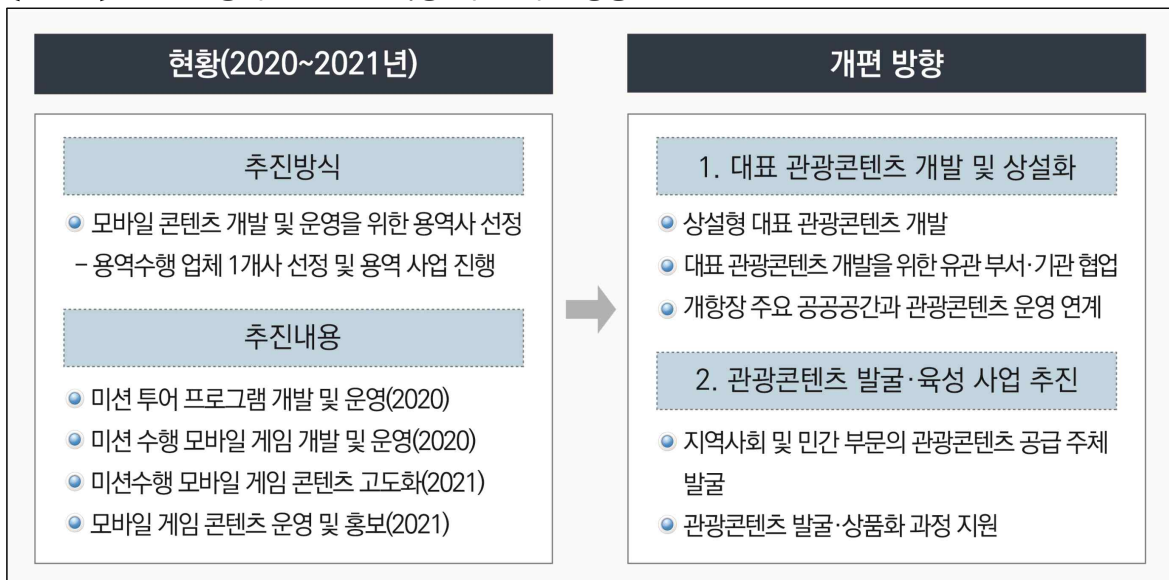 현황(2020~2021년)
추진방식
모바일 콘텐츠 개발 및 운영을 위한 용역사 선정
– 용역수행 업체 1개사 선정 및 용역 사업 진행
추진내용
미션 투어 프로그램 개발 및 운영(2020)
미션 수행 모바일 게임 개발 및 운영(2020)
미션수행 모바일 게임 콘텐츠 고도화(2021)
모바일 게임 콘텐츠 운영 및 홍보(2021)
개편 방향
1. 대표 관광콘텐츠 개발 및 상설화
상설형 대표 관광콘텐츠 개발
대표 관광콘텐츠 개발을 위한 유관 부서·기관 협업
개항장 주요 공공공간과 관광콘텐츠 운영 연계
2. 관광콘텐츠 발굴·육성 사업 추진
지역사회 및 민간 부문의 관광콘텐츠 공급 주체
발굴
관광콘텐츠 발굴·상품화 과정 지원